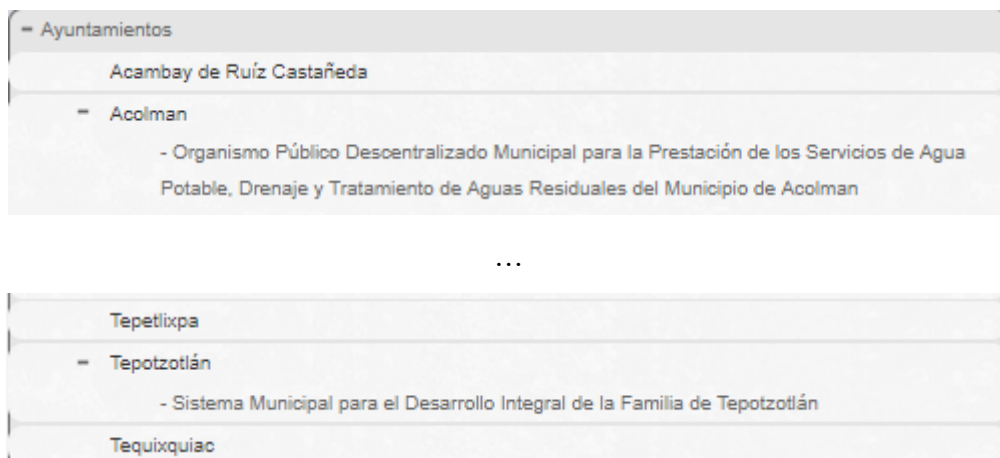 - Ayuntamientos
Acambay de Ruíz Castañeda
- Acolman
- Organismo Público Descentralizado Municipal para la Prestación de los Servicios de Agua
Potable, Drenaje y Tratamiento de Aguas Residuales del Municipio de Acolman
...
Tepetlixpa
- Tepotzotlán
- Sistema Municipal para el Desarrollo Integral de la Familia de Tepotzotlán
Tequixquiac